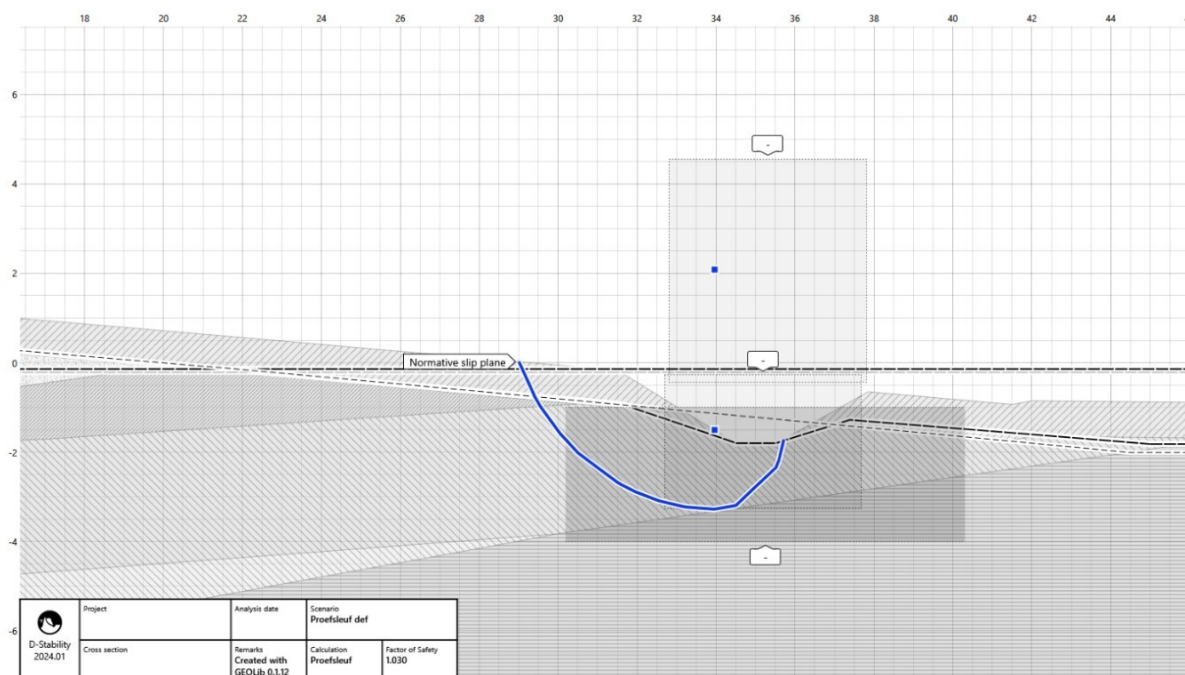 18 20 22 24 26 28 30 32 34 36 38 40 42 44
6
-
4
2
0
Normative slip plane
-
-2
-4
-
-6
D-Stability
2024.01
Project
Analysis date
Scenario
Proefsleuf def
Cross section
Remarks
Created with
GEOLib 0.1.12
Calculation
Proefsleuf
Factor of Safety
1.030